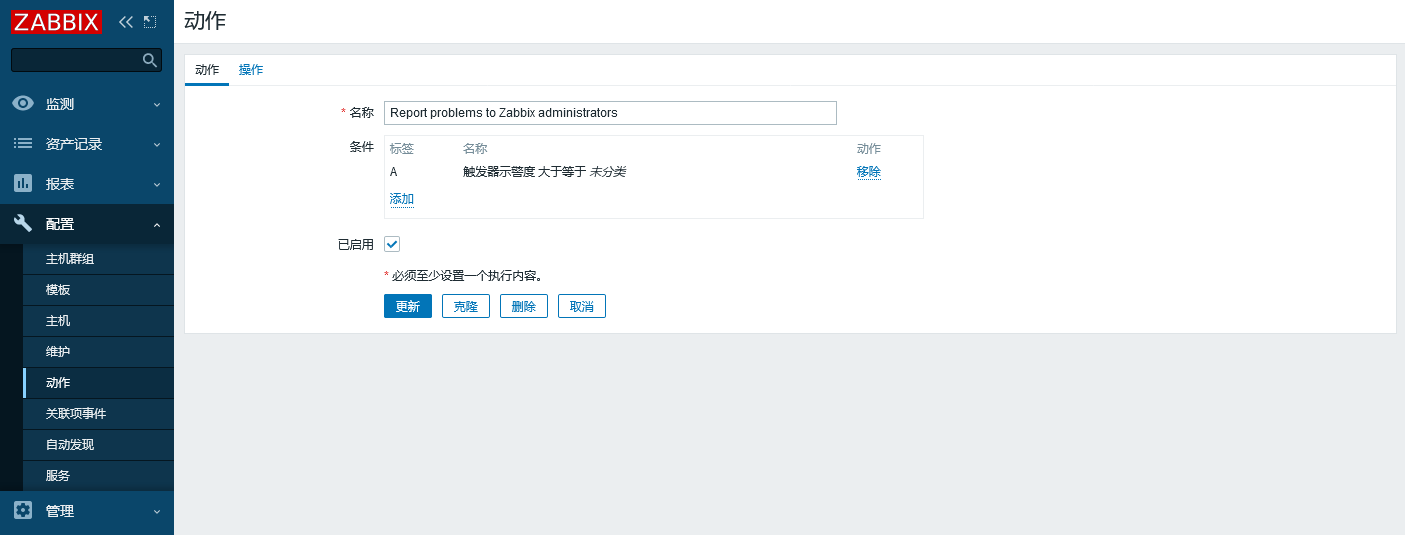 ZABBIX
动作
监测
资产记录
报表
配置
主机群组
模板
主机
维护
动作
关联项事件
自动发现
服务
管理
动作 操作
* 名称 Report problems to Zabbix administrators
条件 标签 名称 动作
A 触发器示警度 大于等于 未分类 移除
添加
已启用
* 必须至少设置一个执行内容。
更新 克隆 删除 取消